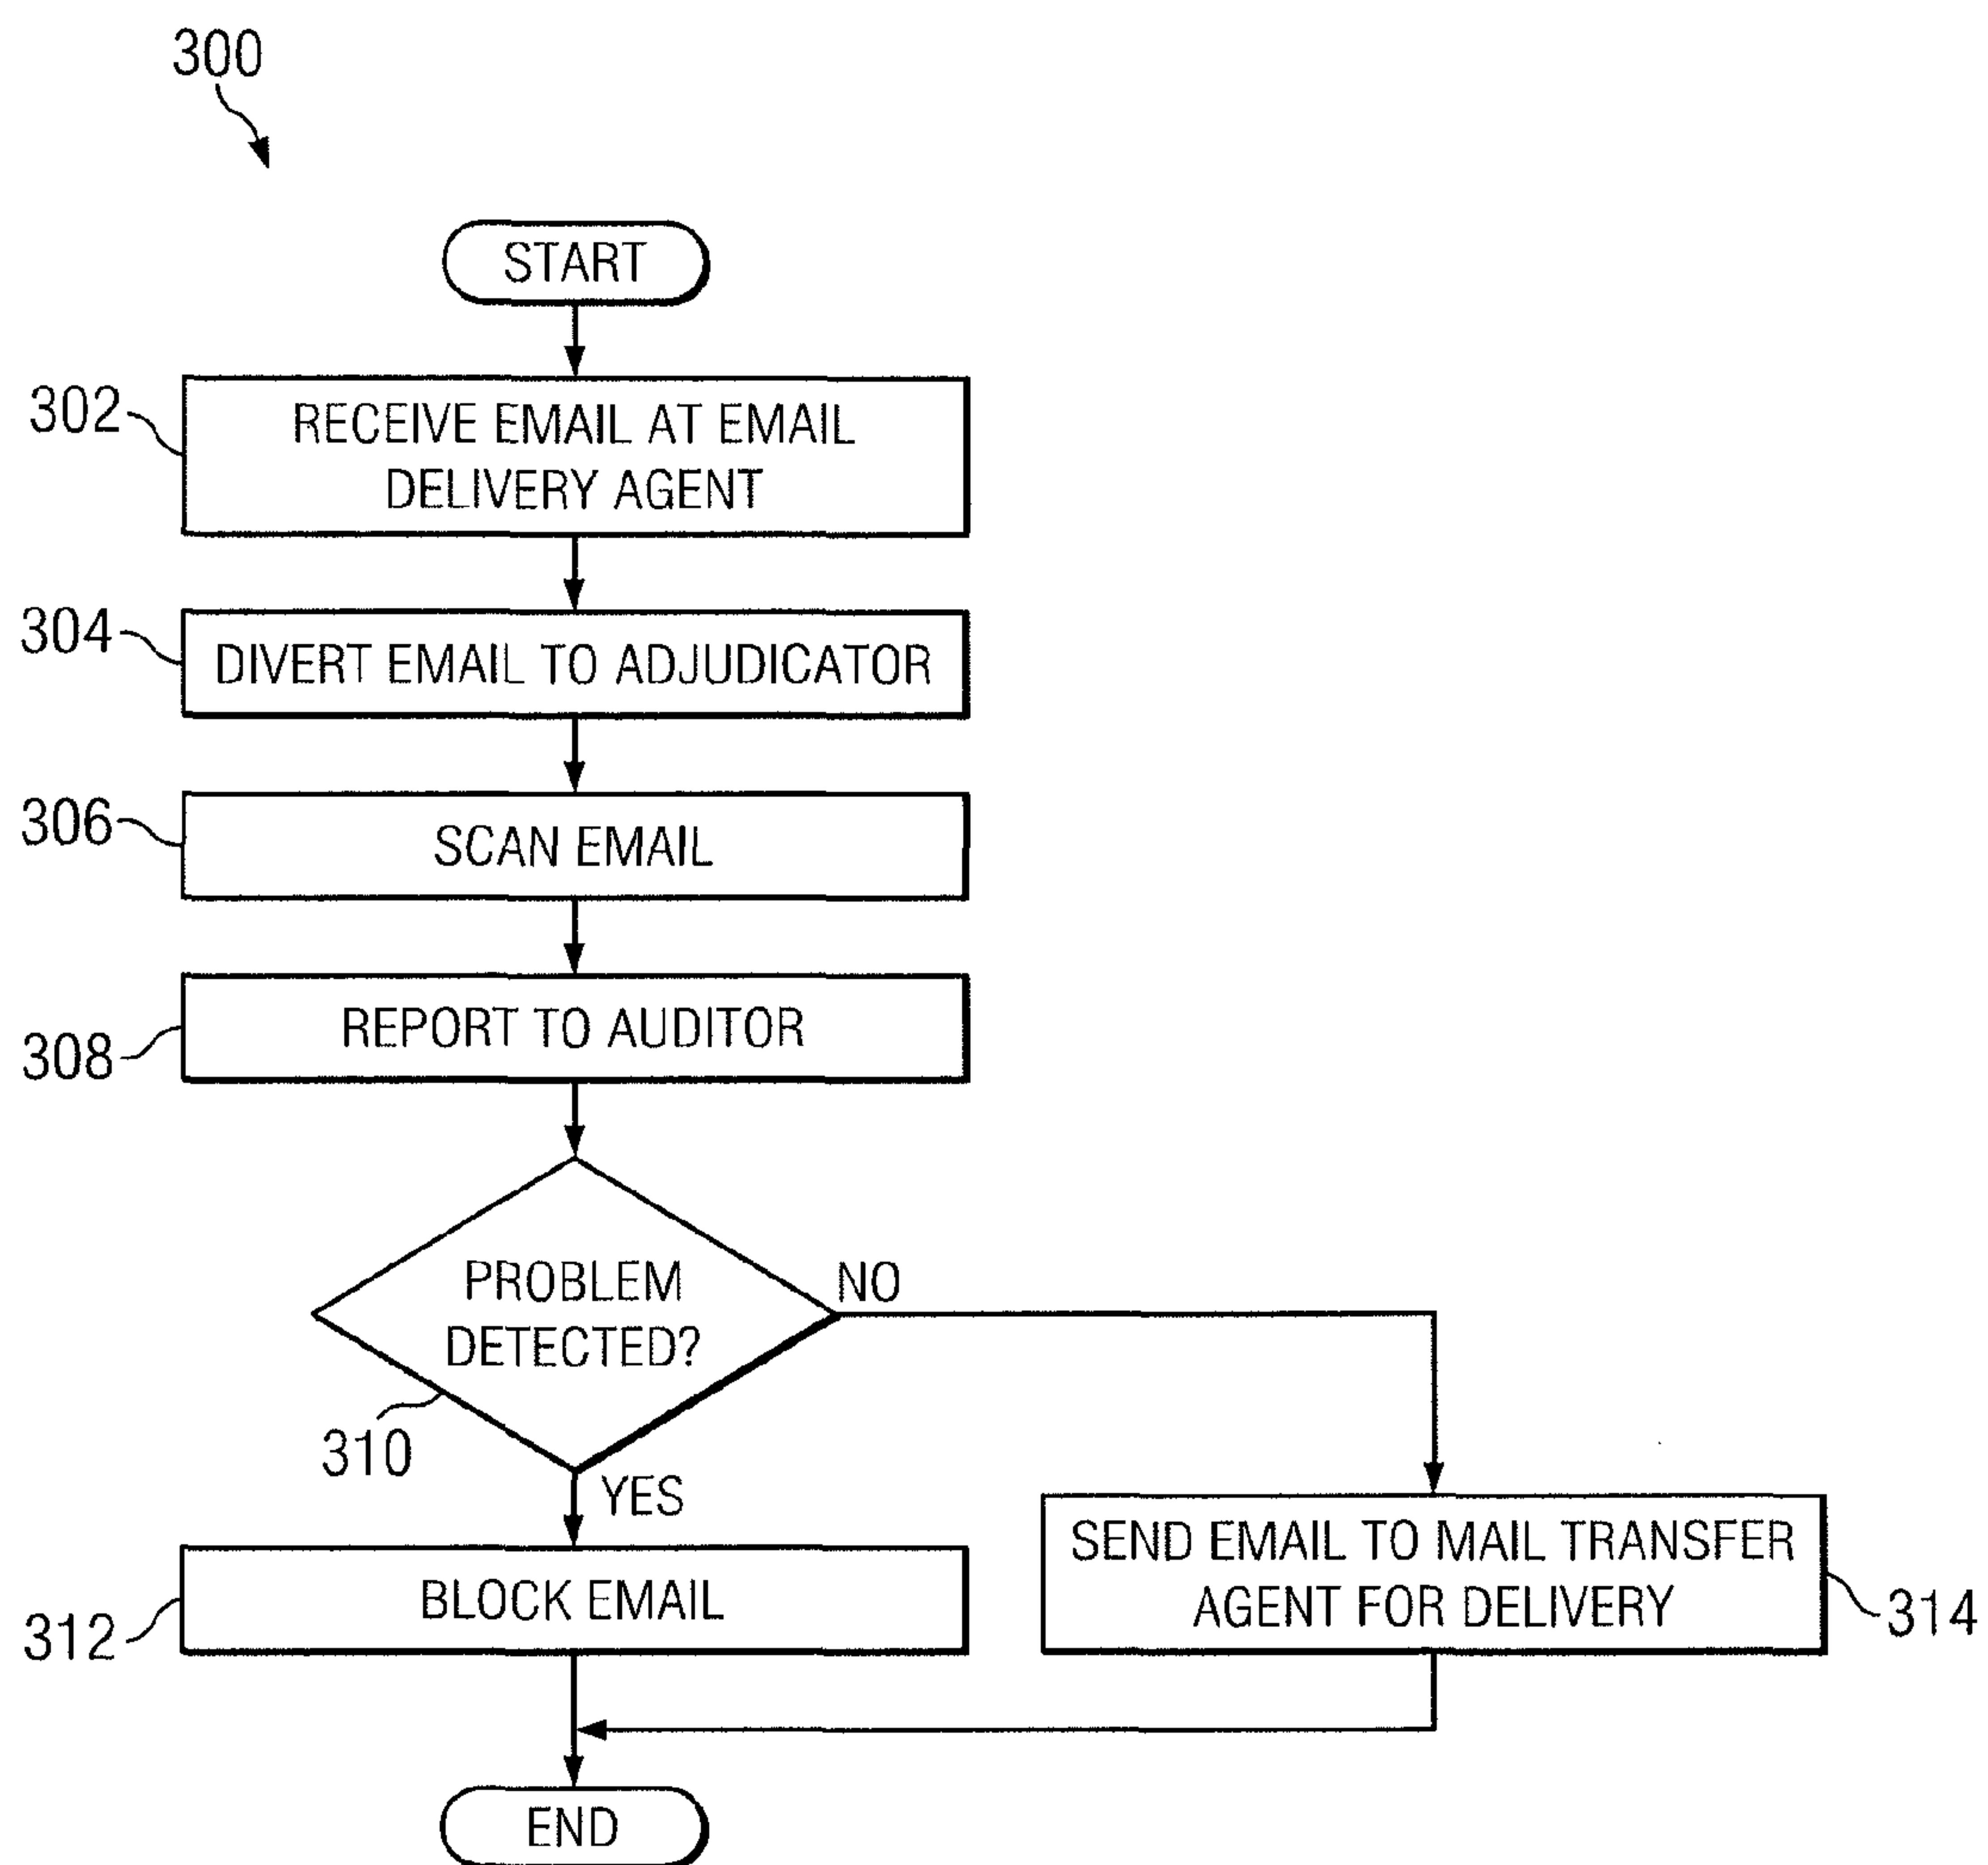 300
START
302
RECEIVE EMAIL AT EMAIL
DELIVERY AGENT
304
DIVERT EMAIL TO ADJUDICATOR
306
SCAN EMAIL
308
REPORT TO AUDITOR
PROBLEM
DETECTED?
NO
310
YES
312
BLOCK EMAIL
SEND EMAIL TO MAIL TRANSFER
AGENT FOR DELIVERY
314
END